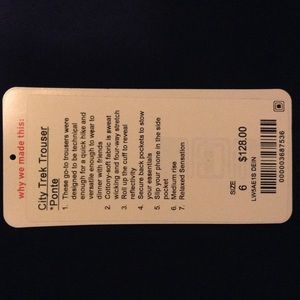 why we made this:
City Trek Trouser
*Ponte
1. These go-to trousers were
designed to be technical
enough for a quick hike and
versatile enough to wear to
dinner with friends
2. Cottony-soft fabric is sweat
wicking and four-way stretch
3. Roll up the cuff to reveal
reflectivity
4. Secure back pockets to stow
your essentials
5. Slip your phone in the side
pocket
6. Medium rise
7. Relaxed Sensation
SIZE
6
$128.00
LW5AE1S DEIN
000003687536